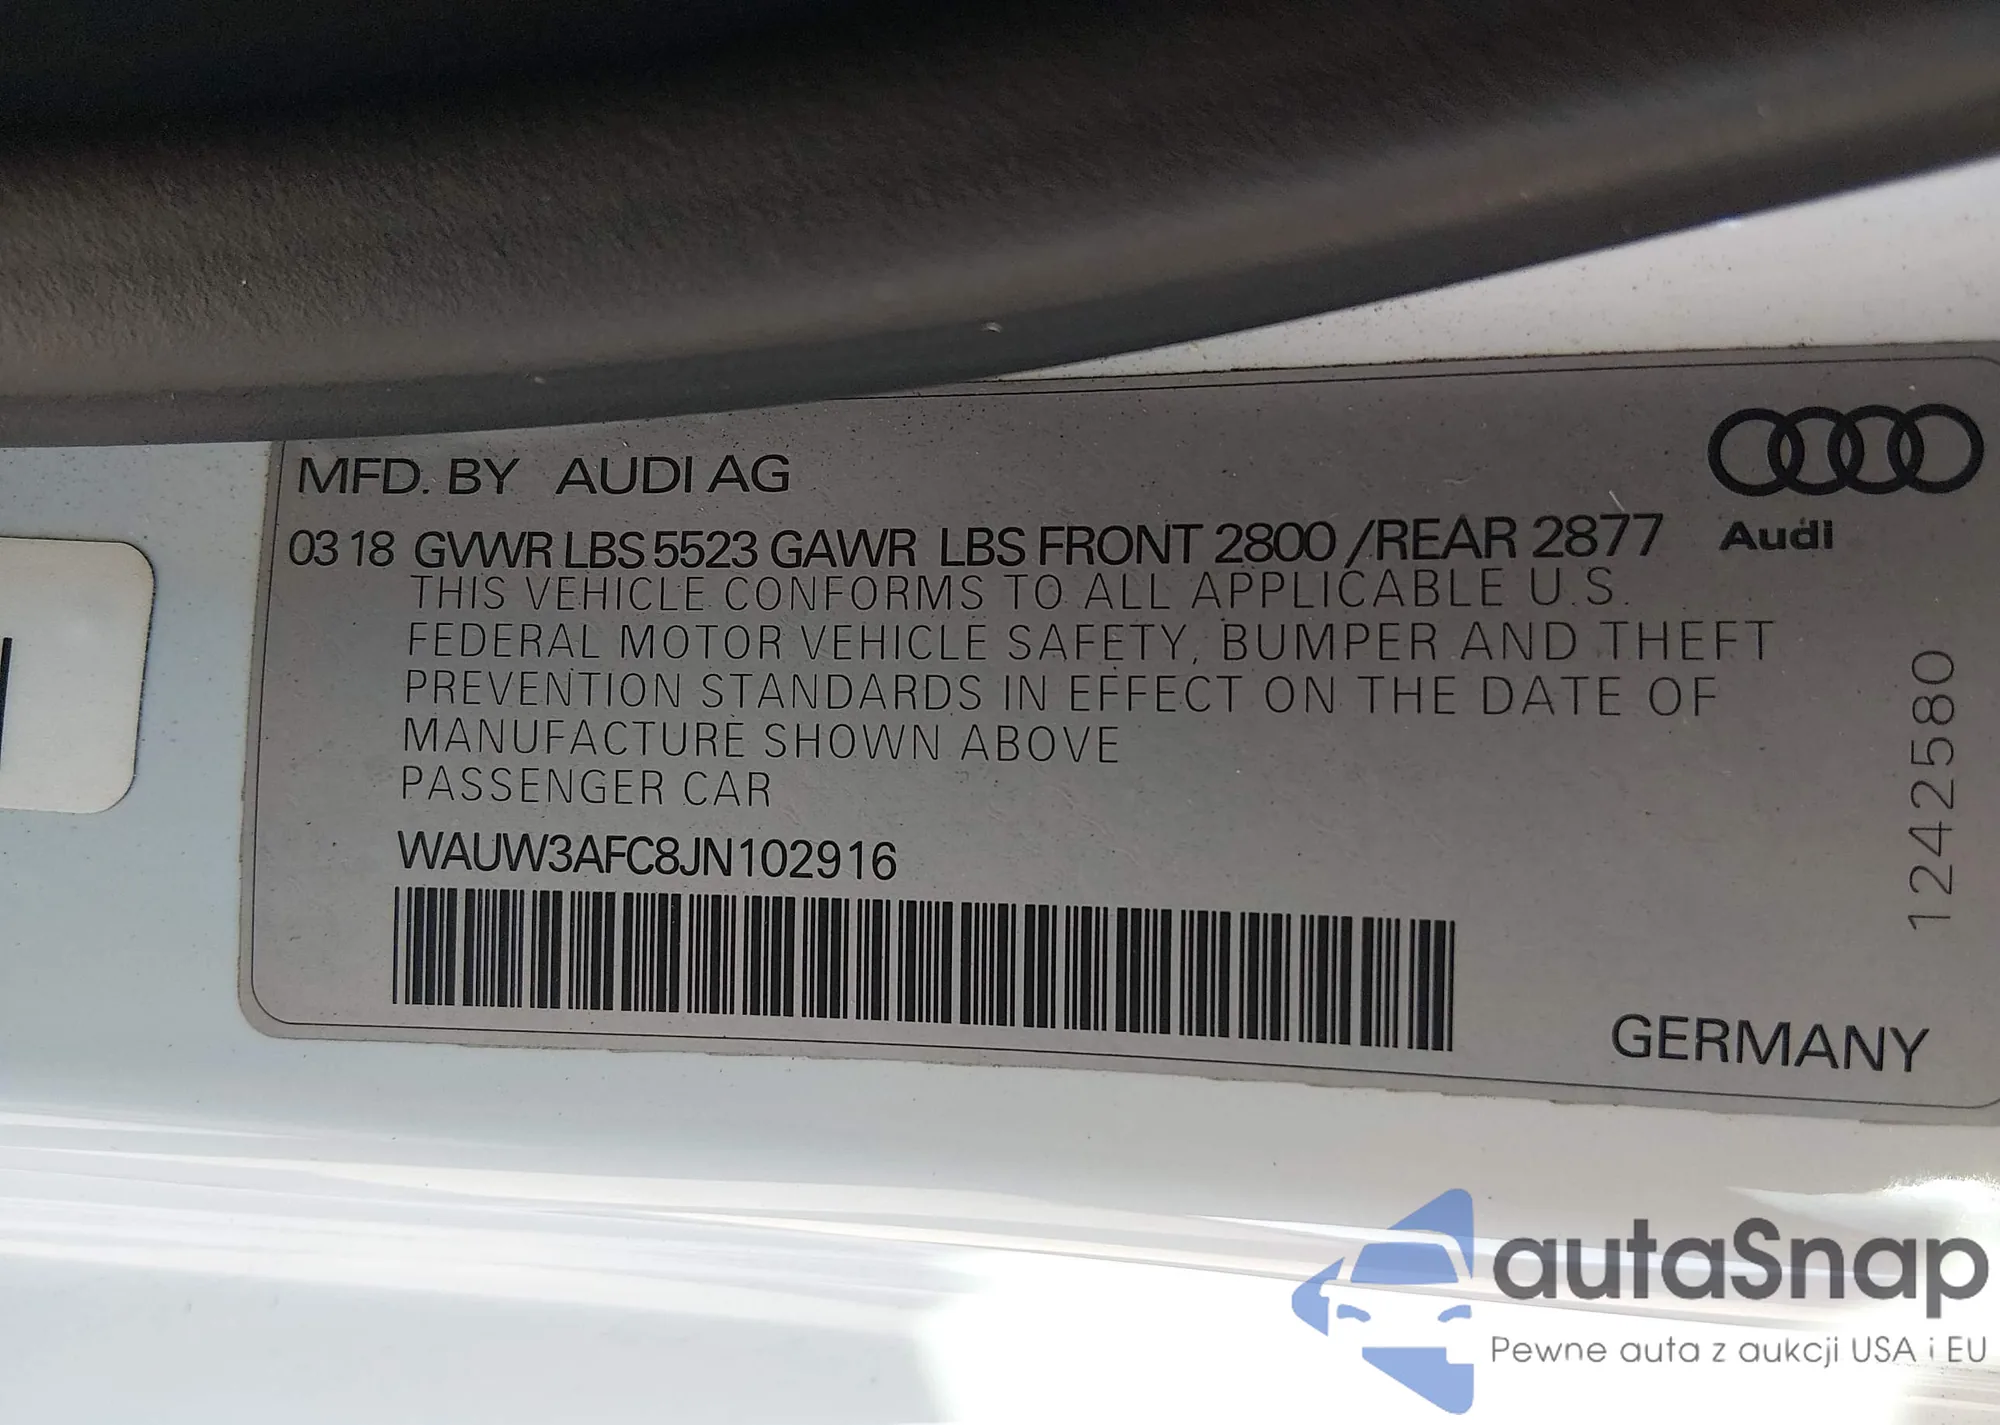 MFD. BY AUDI AG
03 18 GVWR LBS 5523 GAWR LBS FRONT 2800 /REAR 2877
Audi
THIS VEHICLE CONFORMS TO ALL APPLICABLE U.S.
FEDERAL MOTOR VEHICLE SAFETY, BUMPER AND THEFT
PREVENTION STANDARDS IN EFFECT ON THE DATE OF
MANUFACTURE SHOWN ABOVE
PASSENGER CAR
WAUW3AFC8JN102916
1242580
GERMANY
autaSnap
Pewne auta z aukcji USA i EU